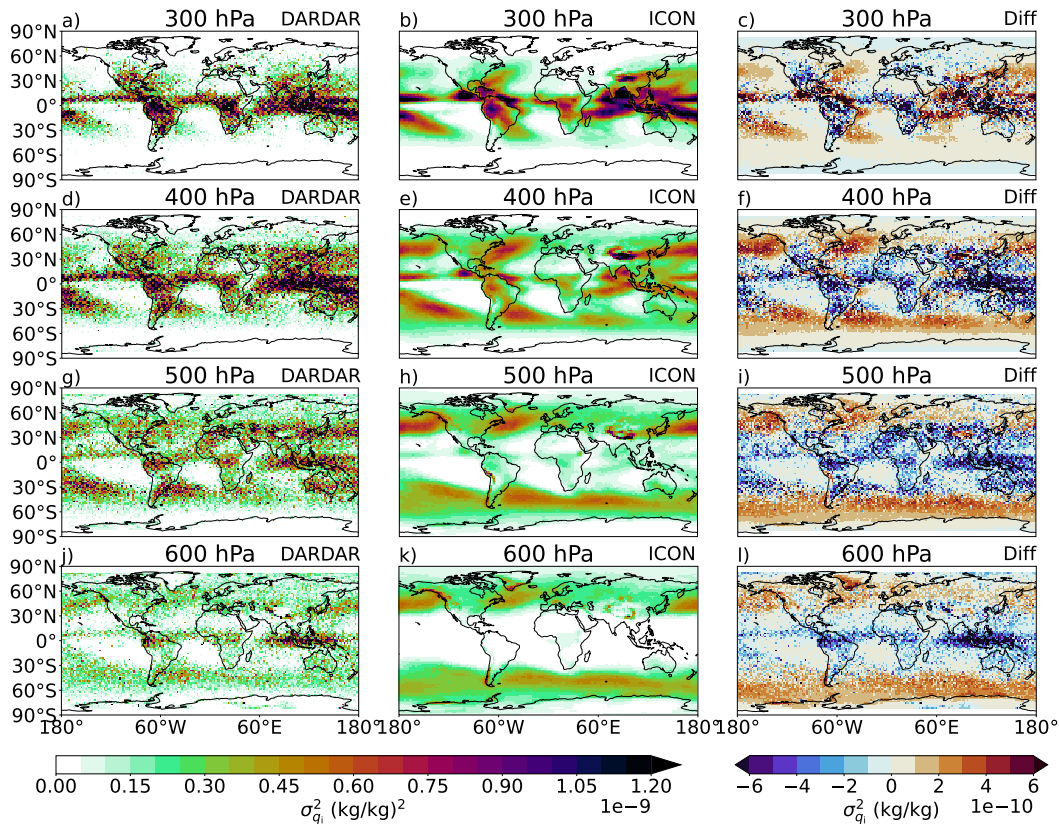 a) 300 hPa DARDAR b) 300 hPa ICON c) 300 hPa Diff
90°N
60°N
30°N
0°
30°S
60°S
90°S
d) 400 hPa DARDAR e) 400 hPa ICON f) 400 hPa Diff
90°N
60°N
30°N
0°
30°S
60°S
90°S
g) 500 hPa DARDAR h) 500 hPa ICON i) 500 hPa Diff
90°N
60°N
30°N
0°
30°S
60°S
90°S
j) 600 hPa DARDAR k) 600 hPa ICON l) 600 hPa Diff
90°N
60°N
30°N
0°
30°S
60°S
90°S
180° 60°W 60°E 180° 180° 60°W 60°E 180° 180° 60°W 60°E 180°
0.00 0.15 0.30 0.45 0.60 0.75 0.90 1.05 1.20 −6 −4 −2 0 2 4 6
σ²qᵢ (kg/kg)² 1e-9 σ²qᵢ (kg/kg) 1e-10